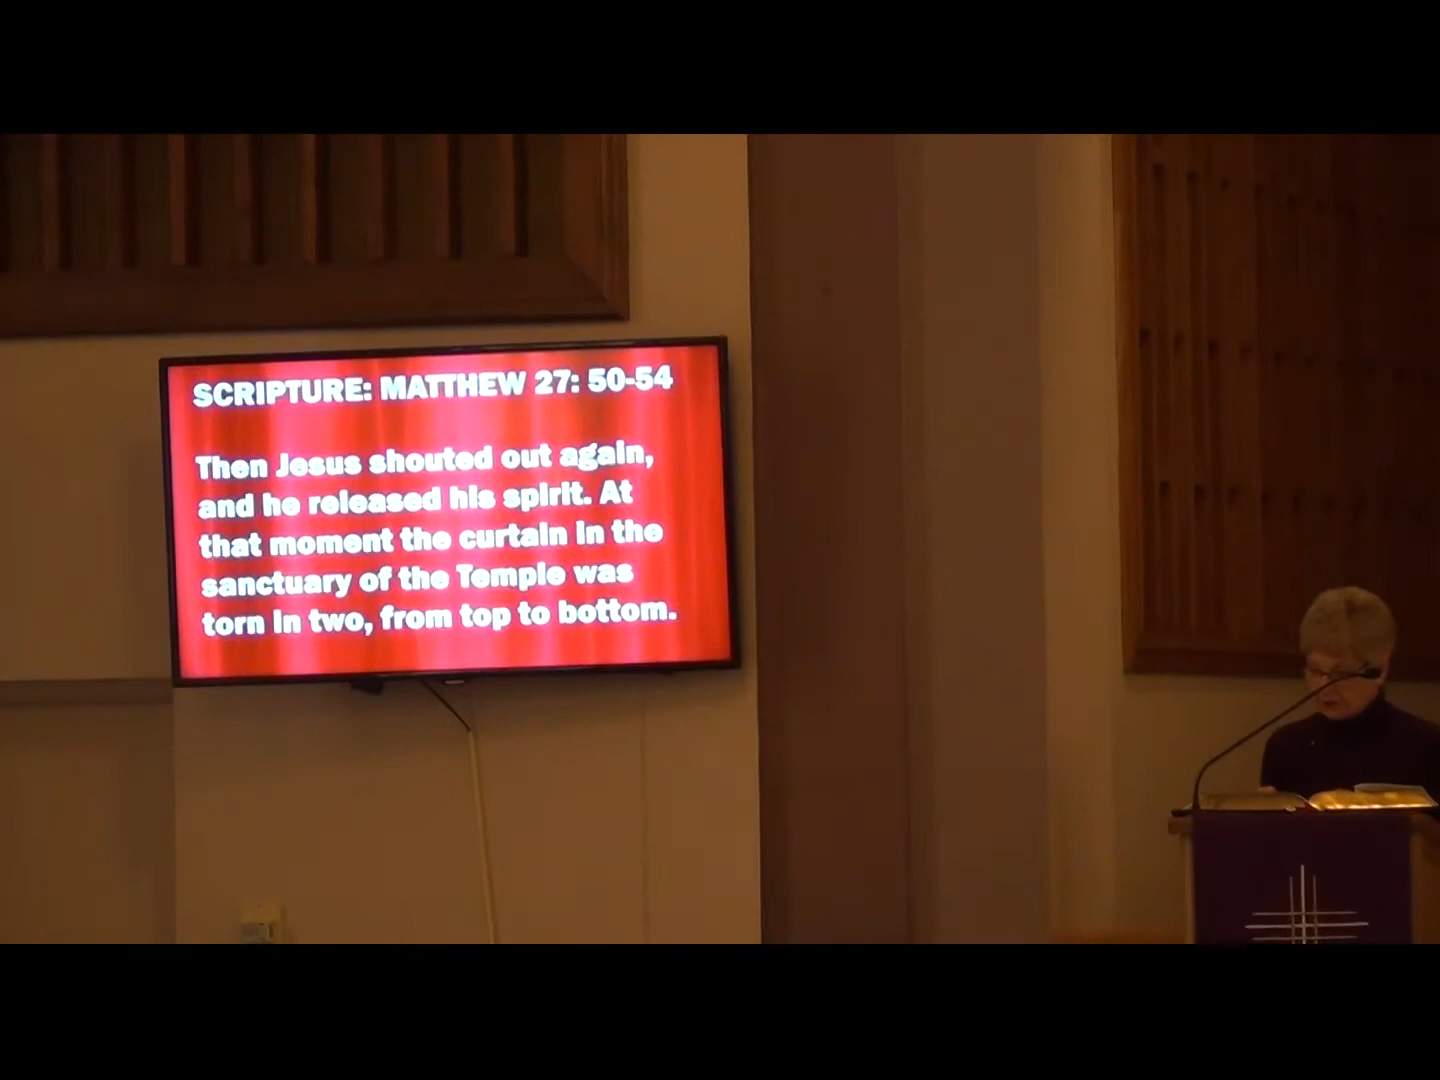 SCRIPTURE: MATTHEW 27: 50-54
Then Jesus shouted out again,
and he released his spirit. At
that moment the curtain in the
sanctuary of the Temple was
torn in two, from top to bottom.